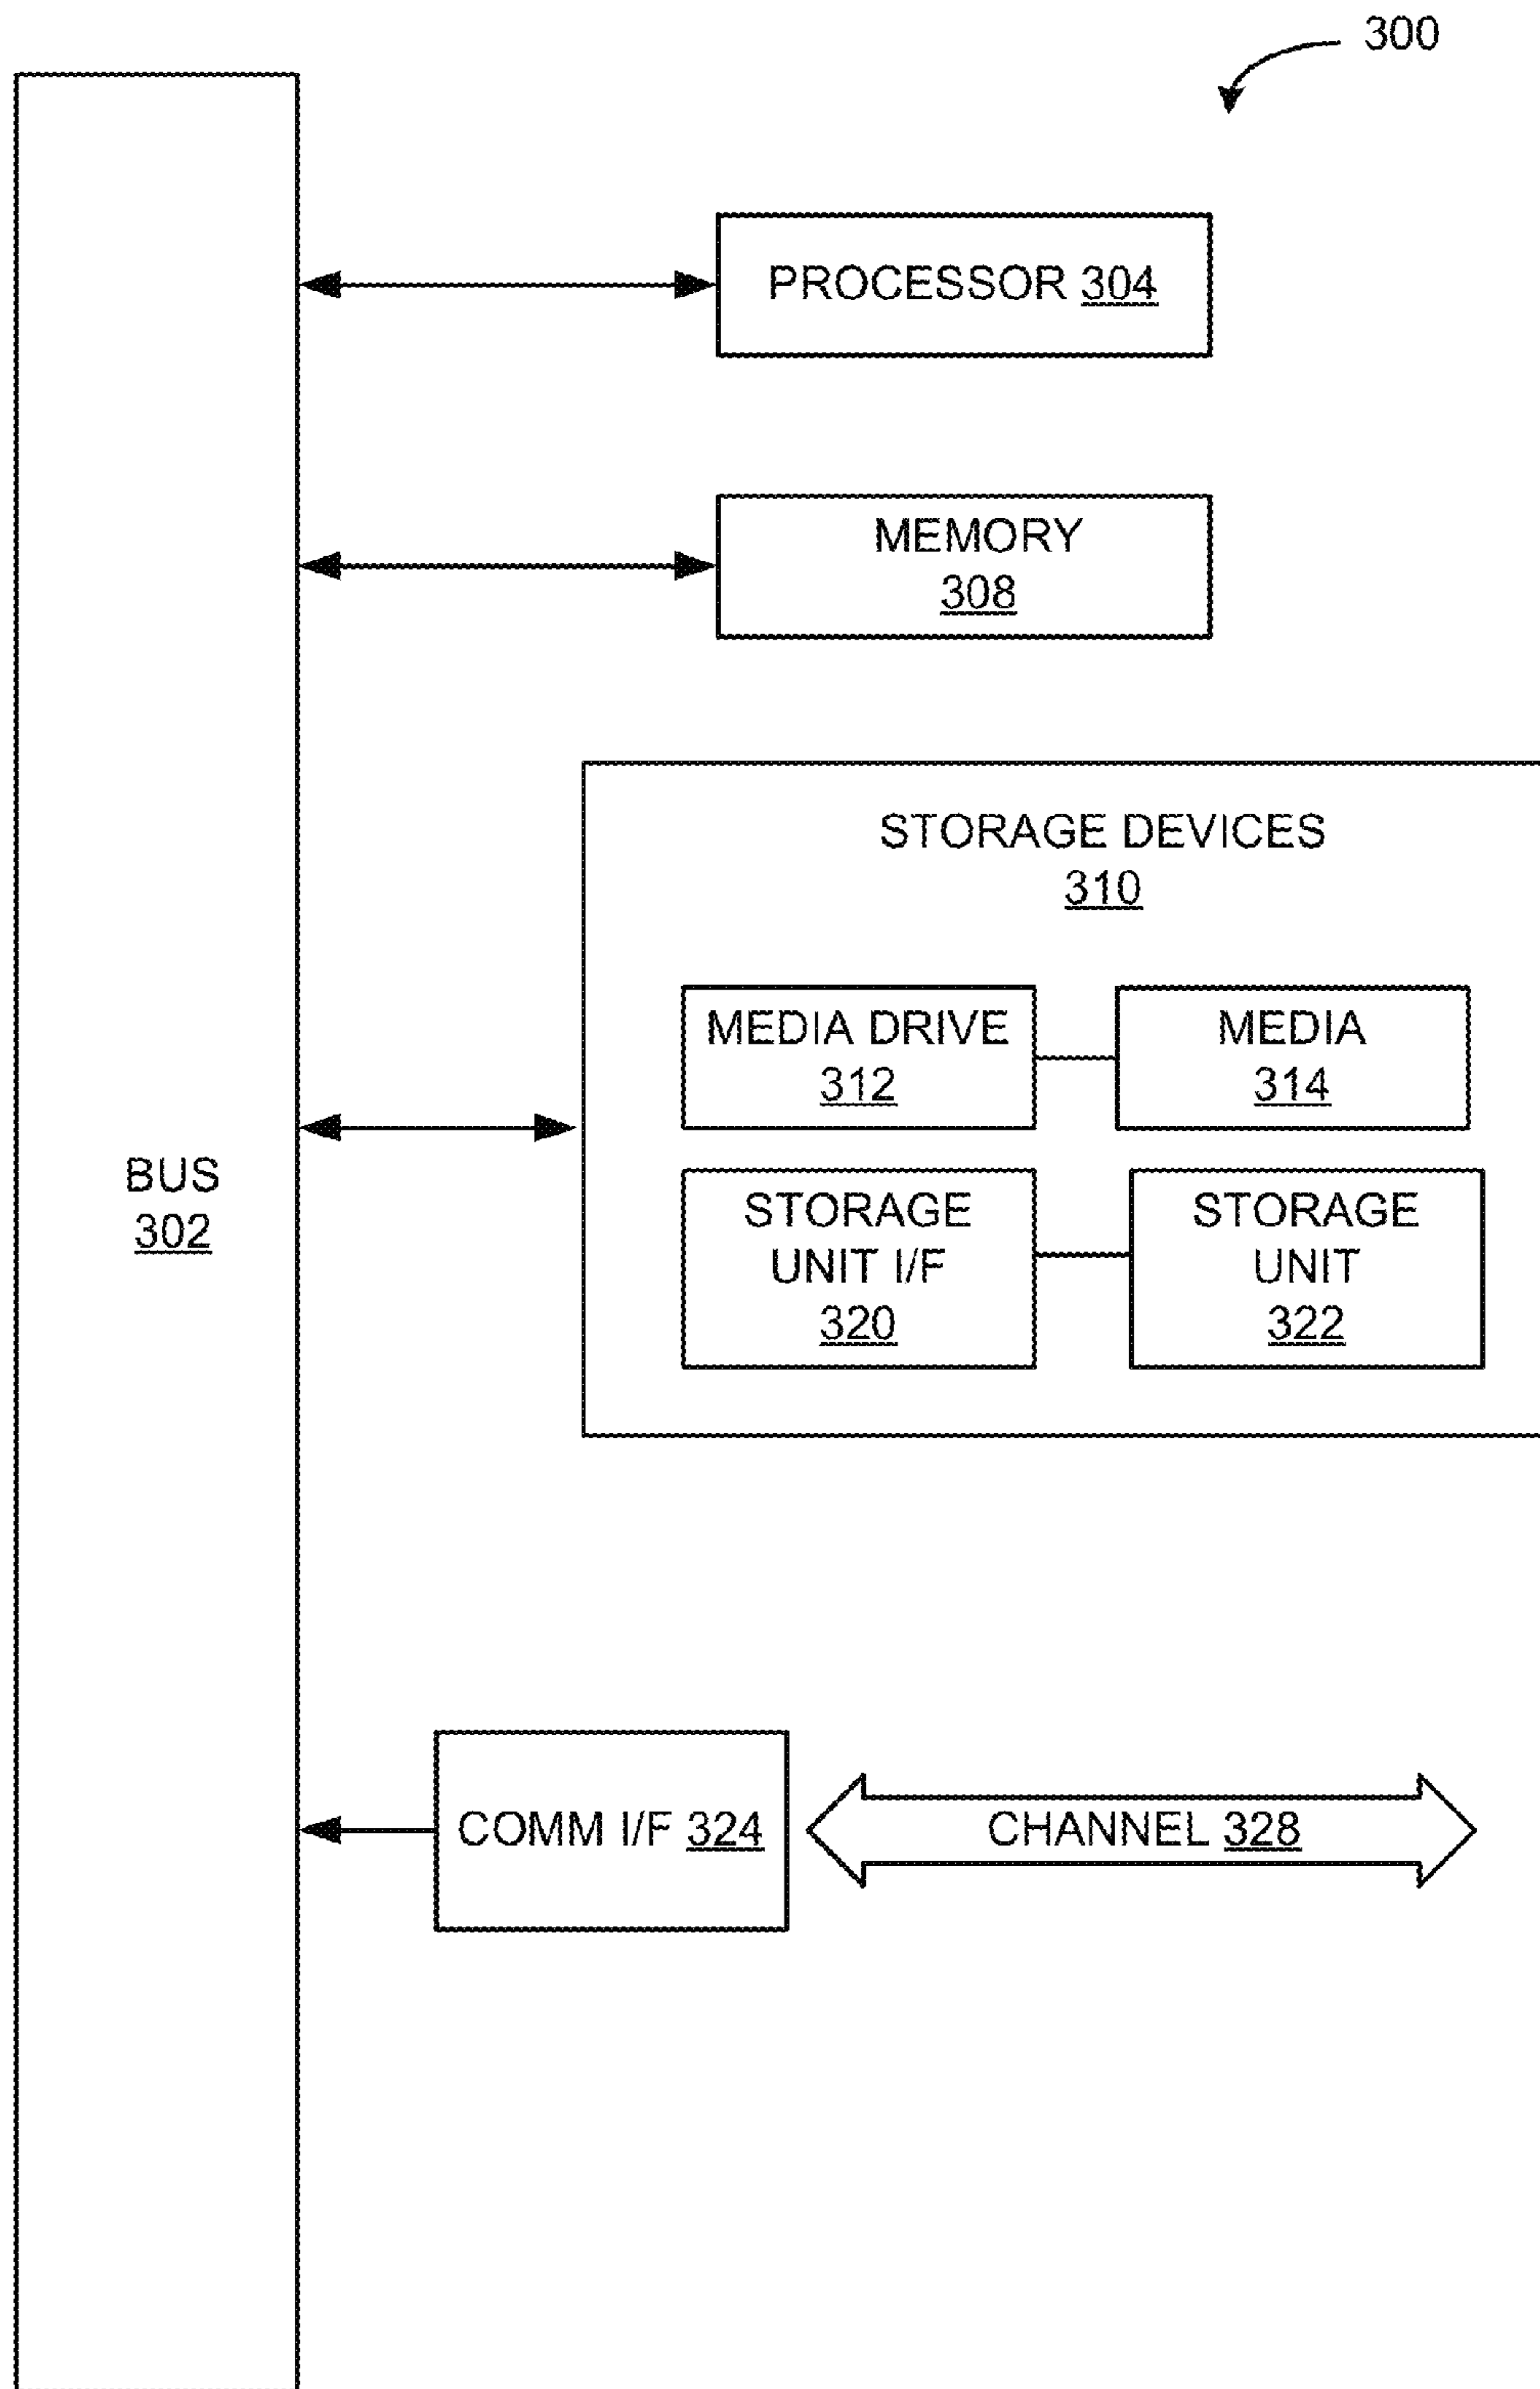 300
PROCESSOR 304
MEMORY
308
STORAGE DEVICES
310
MEDIA DRIVE
312
MEDIA
314
BUS
302
STORAGE
UNIT I/F
320
STORAGE
UNIT
322
COMM I/F 324
CHANNEL 328